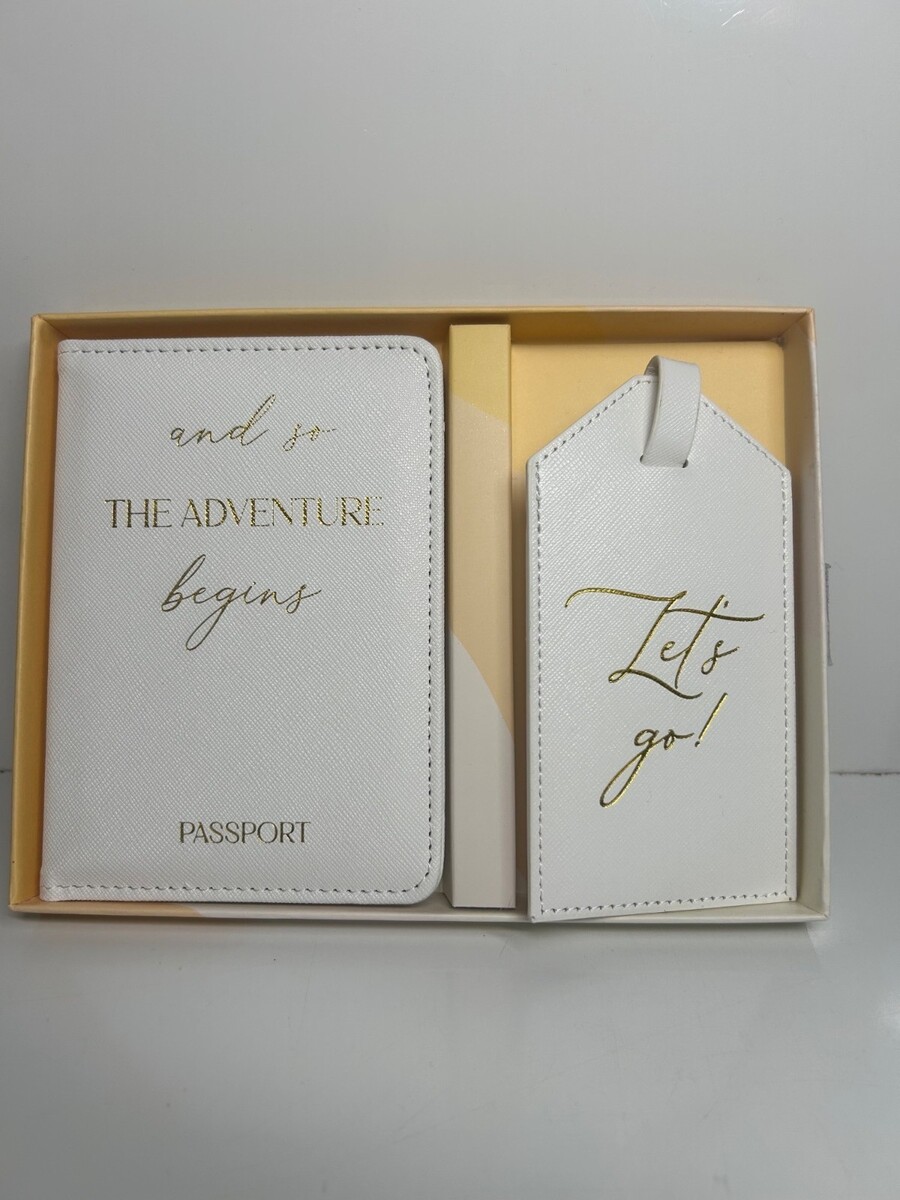 and so
THE ADVENTURE
begins
PASSPORT
Let's
go!